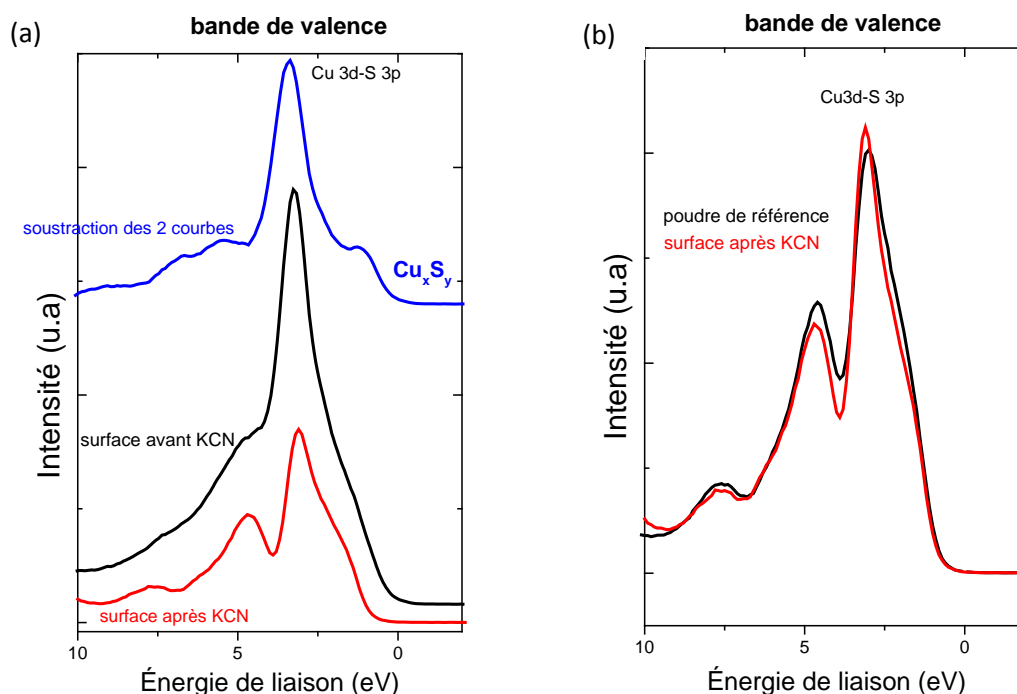 (a)
bande de valence
Cu 3d-S 3p
soustraction des 2 courbes
CuxSy
surface avant KCN
surface après KCN
Intensité (u.a)
10
5
0
Énergie de liaison (eV)
(b)
bande de valence
Cu3d-S 3p
poudre de référence
surface après KCN
Intensité (u.a)
10
5
0
Énergie de liaison (eV)